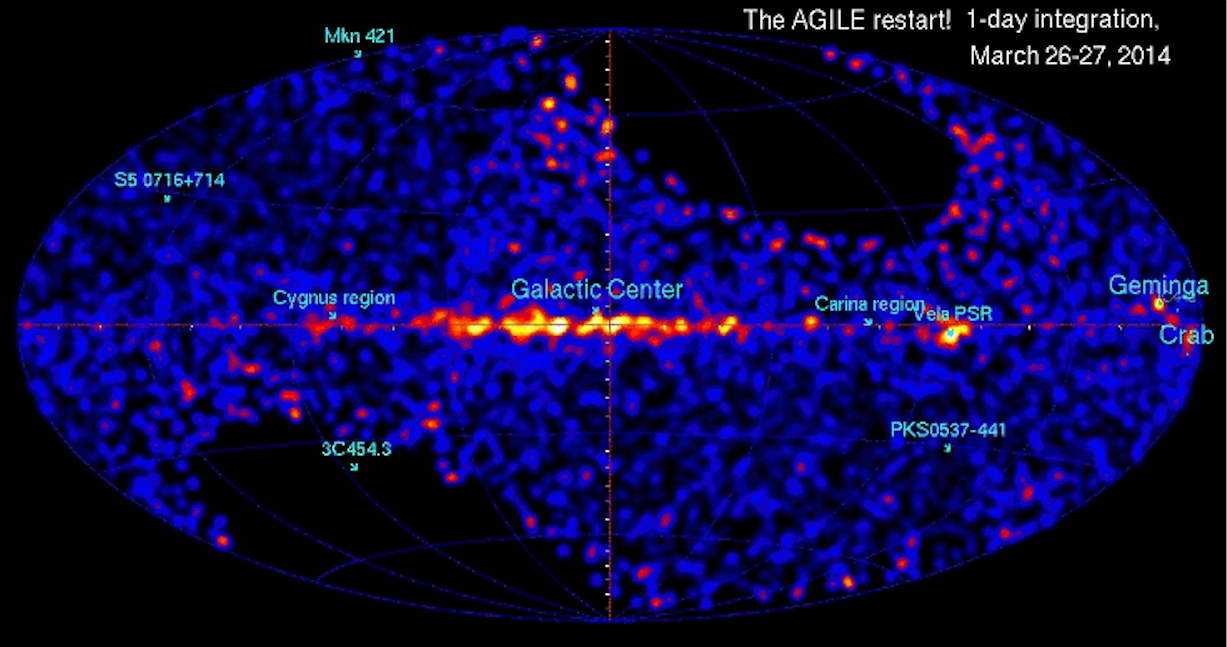 The AGILE restart!  1-day integration,
March 26-27, 2014
Mkn 421
S5 0716+714
Cygnus region
Galactic Center
Carina region
Vela PSR
Geminga
Crab
3C454.3
PKS0537-441